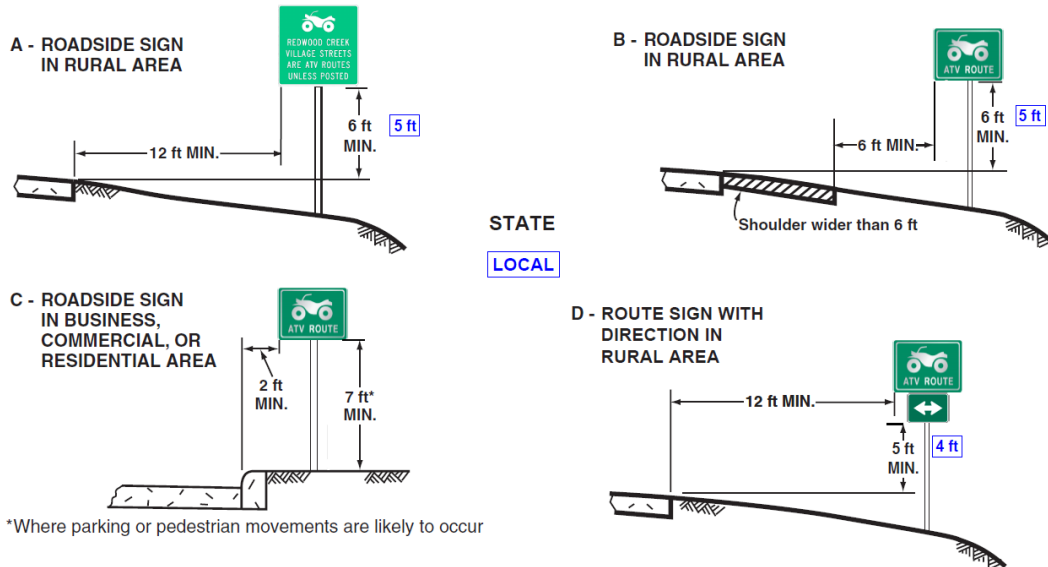 A - ROADSIDE SIGN
IN RURAL AREA
REDWOOD CREEK
VILLAGE STREETS
ARE ATV ROUTES
UNLESS POSTED
12 ft MIN.
6 ft
MIN.
5 ft
B - ROADSIDE SIGN
IN RURAL AREA
ATV ROUTE
6 ft MIN.
6 ft
MIN.
5 ft
Shoulder wider than 6 ft
STATE
LOCAL
C - ROADSIDE SIGN
IN BUSINESS,
COMMERCIAL, OR
RESIDENTIAL AREA
ATV ROUTE
2 ft
MIN.
7 ft*
MIN.
*Where parking or pedestrian movements are likely to occur
D - ROUTE SIGN WITH
DIRECTION IN
RURAL AREA
ATV ROUTE
12 ft MIN.
5 ft
MIN.
4 ft